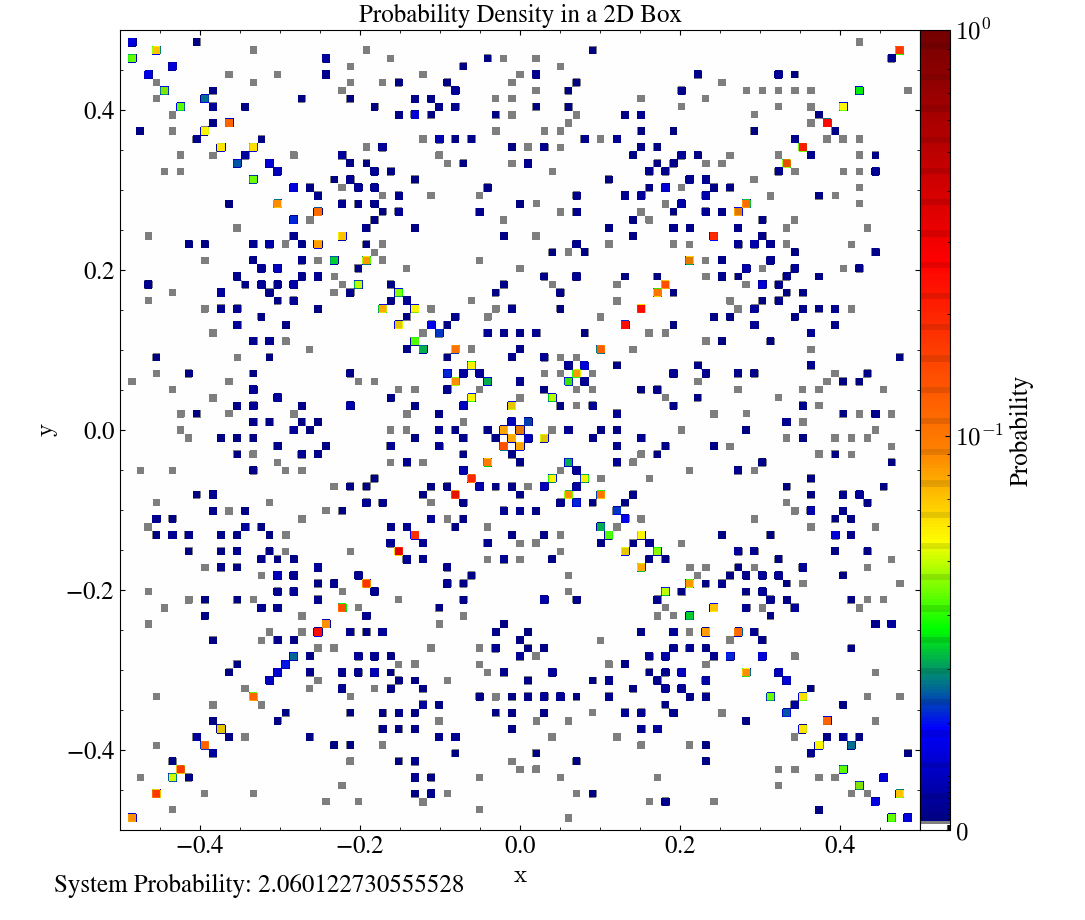 Probability Density in a 2D Box
10⁰
0.4
0.2
y
0.0
10⁻¹
Probability
−0.2
−0.4
0
−0.4 −0.2 0.0 0.2 0.4
x
System Probability: 2.060122730555528